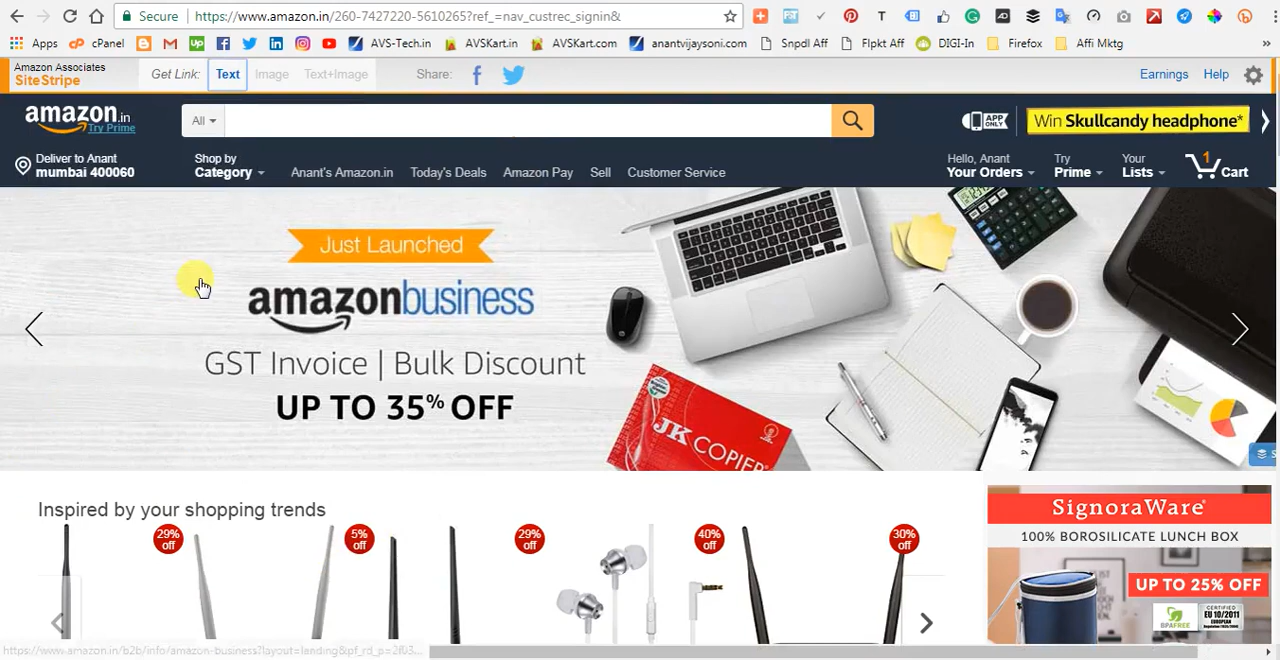 Secure
https://www.amazon.in/260-7427220-5610265?ref_=nav_custrec_signin&
Apps
cPanel
AVS-Tech.in
AVSKart.in
AVSKart.com
anantvijaysoni.com
Snpdl Aff
Flpkt Aff
DIGI-In
Firefox
Affi Mktg
»
Amazon Associates
SiteStripe
Get Link:
Text
Image
Text+Image
Share:
Earnings
Help
amazon.in
Try Prime
All
APP ONLY
Win Skullcandy headphone*
Deliver to Anant
mumbai 400060
Shop by
Category
Anant's Amazon.in
Today's Deals
Amazon Pay
Sell
Customer Service
Hello, Anant
Your Orders
Try
Prime
Your
Lists
1
Cart
Just Launched
amazonbusiness
GST Invoice | Bulk Discount
UP TO 35% OFF
JK COPIER
Inspired by your shopping trends
29% off
5% off
29% off
40% off
30% off
SignoraWare
100% BOROSILICATE LUNCH BOX
UP TO 25% OFF
BPAFREE
CERTIFIED
EU 10/2011
https://www.amazon.in/b2b/info/amazon-business?layout=landing&pf_rd_p=2f03...